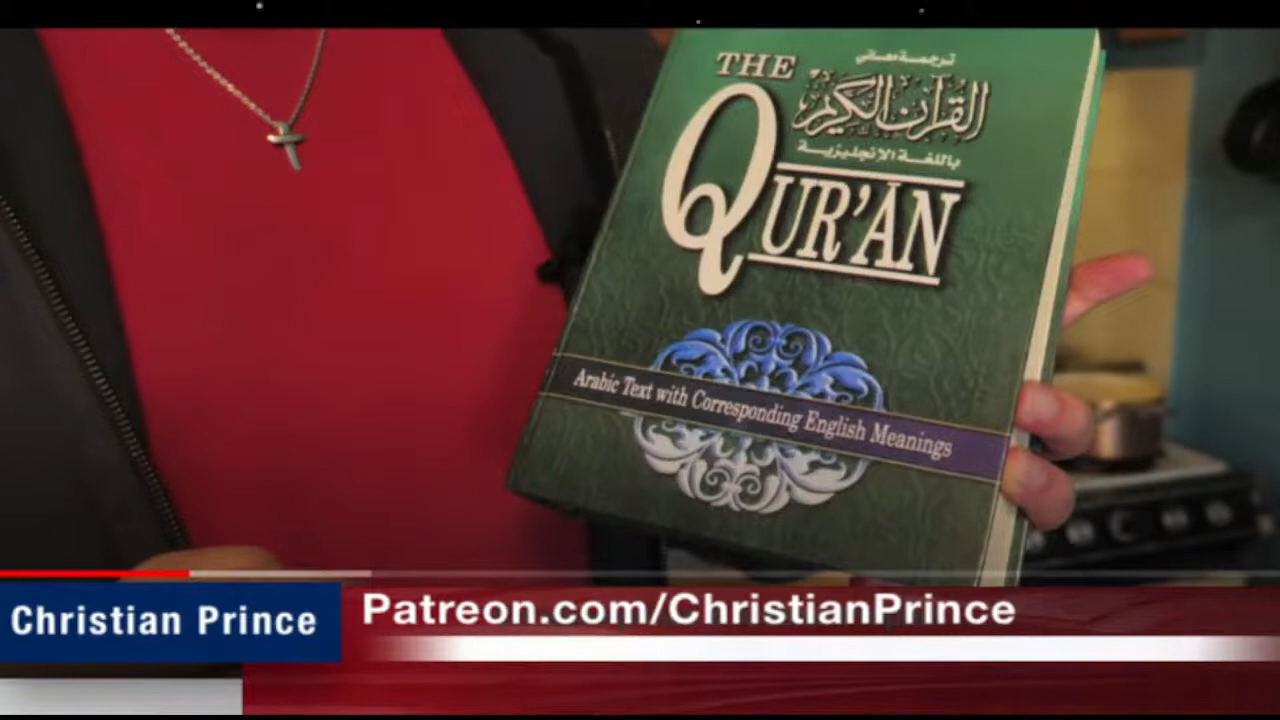 THE
ترجمة معاني
القرآن الكريم
باللغة الإنجليزية
QUR'AN
Arabic Text with Corresponding English Meanings
Christian Prince
Patreon.com/ChristianPrince